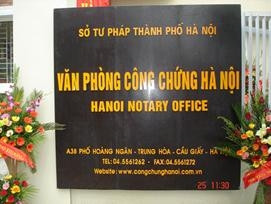 SỞ TƯ PHÁP THÀNH PHỐ HÀ NỘI
VĂN PHÒNG CÔNG CHỨNG HÀ NỘI
HANOI NOTARY OFFICE
A38 PHỐ HOÀNG NGÂN - TRUNG HÒA - CẦU GIẤY - HÀ NỘI
TEL: 04.5561262 - FAX: 04.5561272
Website: www.congchunghanoi.com.vn
25 11:30